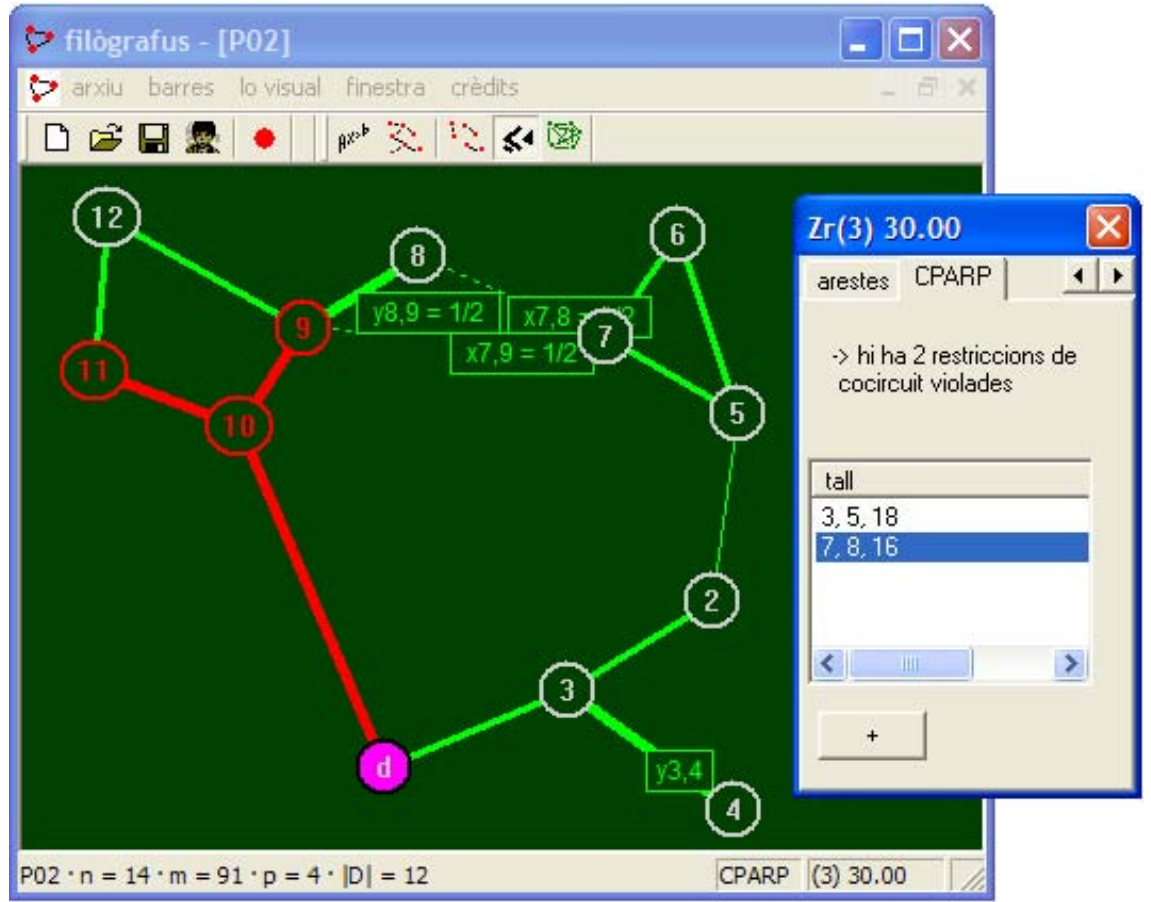 filògrafus - [P02]
arxiu barres lo visual finestra crèdits
Ax>b
12
8
6
9
y8,9 = 1/2
x7,8 = 1/2
7
x7,9 = 1/2
11
10
5
2
3
d
y3,4
4
P02 · n = 14 · m = 91 · p = 4 · |D| = 12
CPARP
(3) 30.00
Zr(3) 30.00
arestes CPARP
-> hi ha 2 restriccions de
cocircuit violades
tall
3, 5, 18
7, 8, 16
+